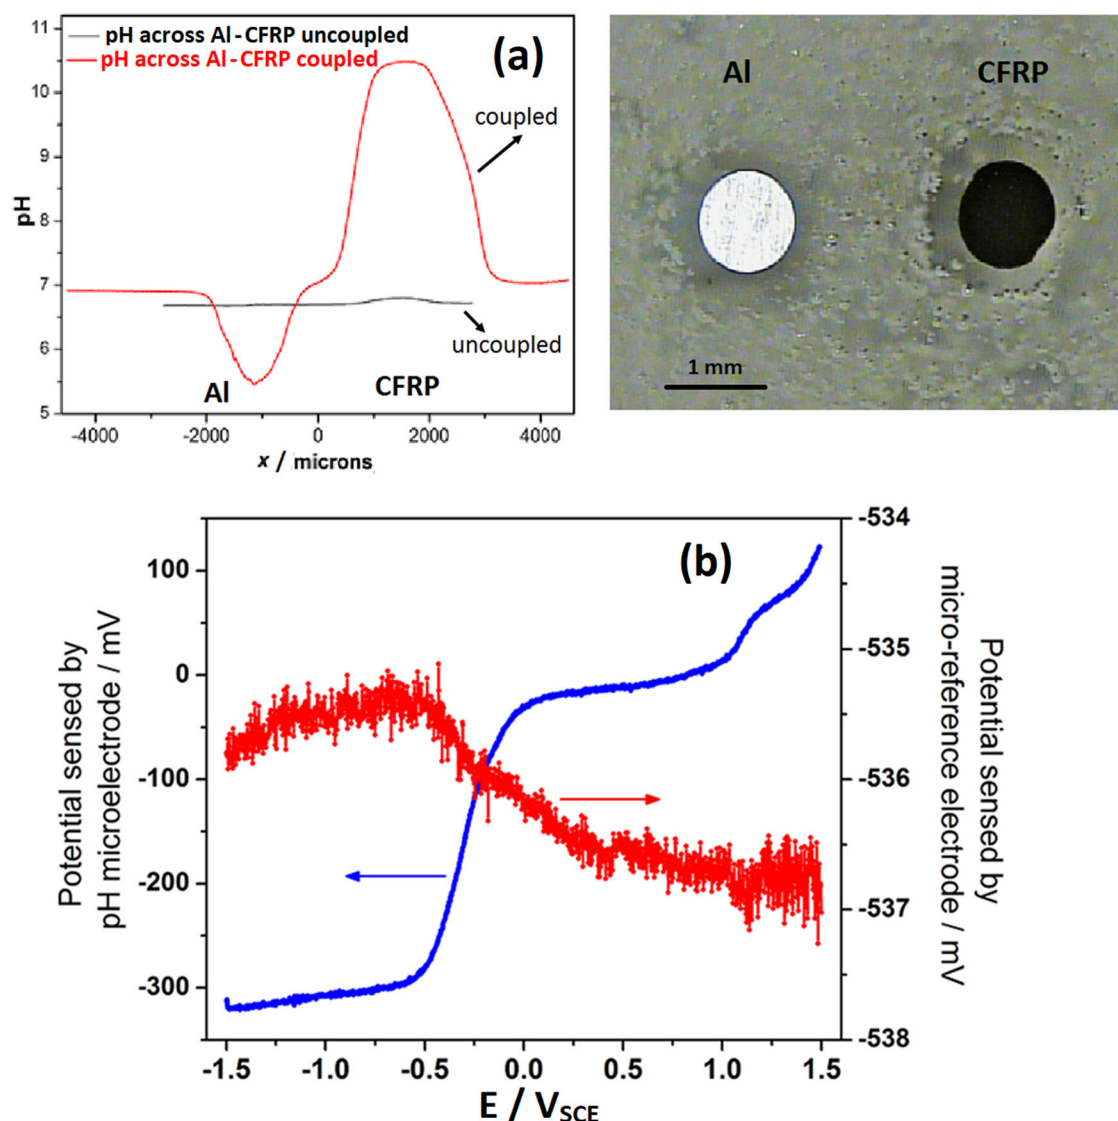 pH across Al-CFRP uncoupled
pH across Al-CFRP coupled
(a)
11
10
9
8
7
6
5
pH
coupled
uncoupled
Al
CFRP
-4000
-2000
0
2000
4000
x / microns
Al
CFRP
1 mm
(b)
100
0
-100
-200
-300
Potential sensed by
pH microelectrode / mV
-534
-535
-536
-537
-538
Potential sensed by
micro-reference electrode / mV
-1.5
-1.0
-0.5
0.0
0.5
1.0
1.5
E / VSCE